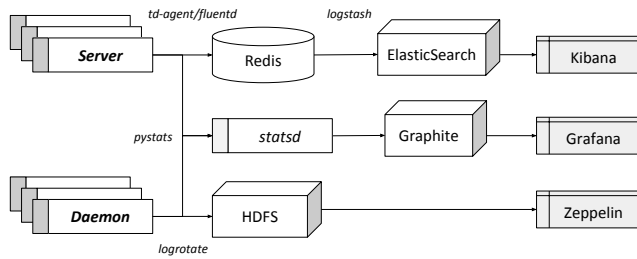 td-agent/fluentd
logstash
Server
Redis
ElasticSearch
Kibana
pystats
statsd
Graphite
Grafana
Daemon
HDFS
Zeppelin
logrotate